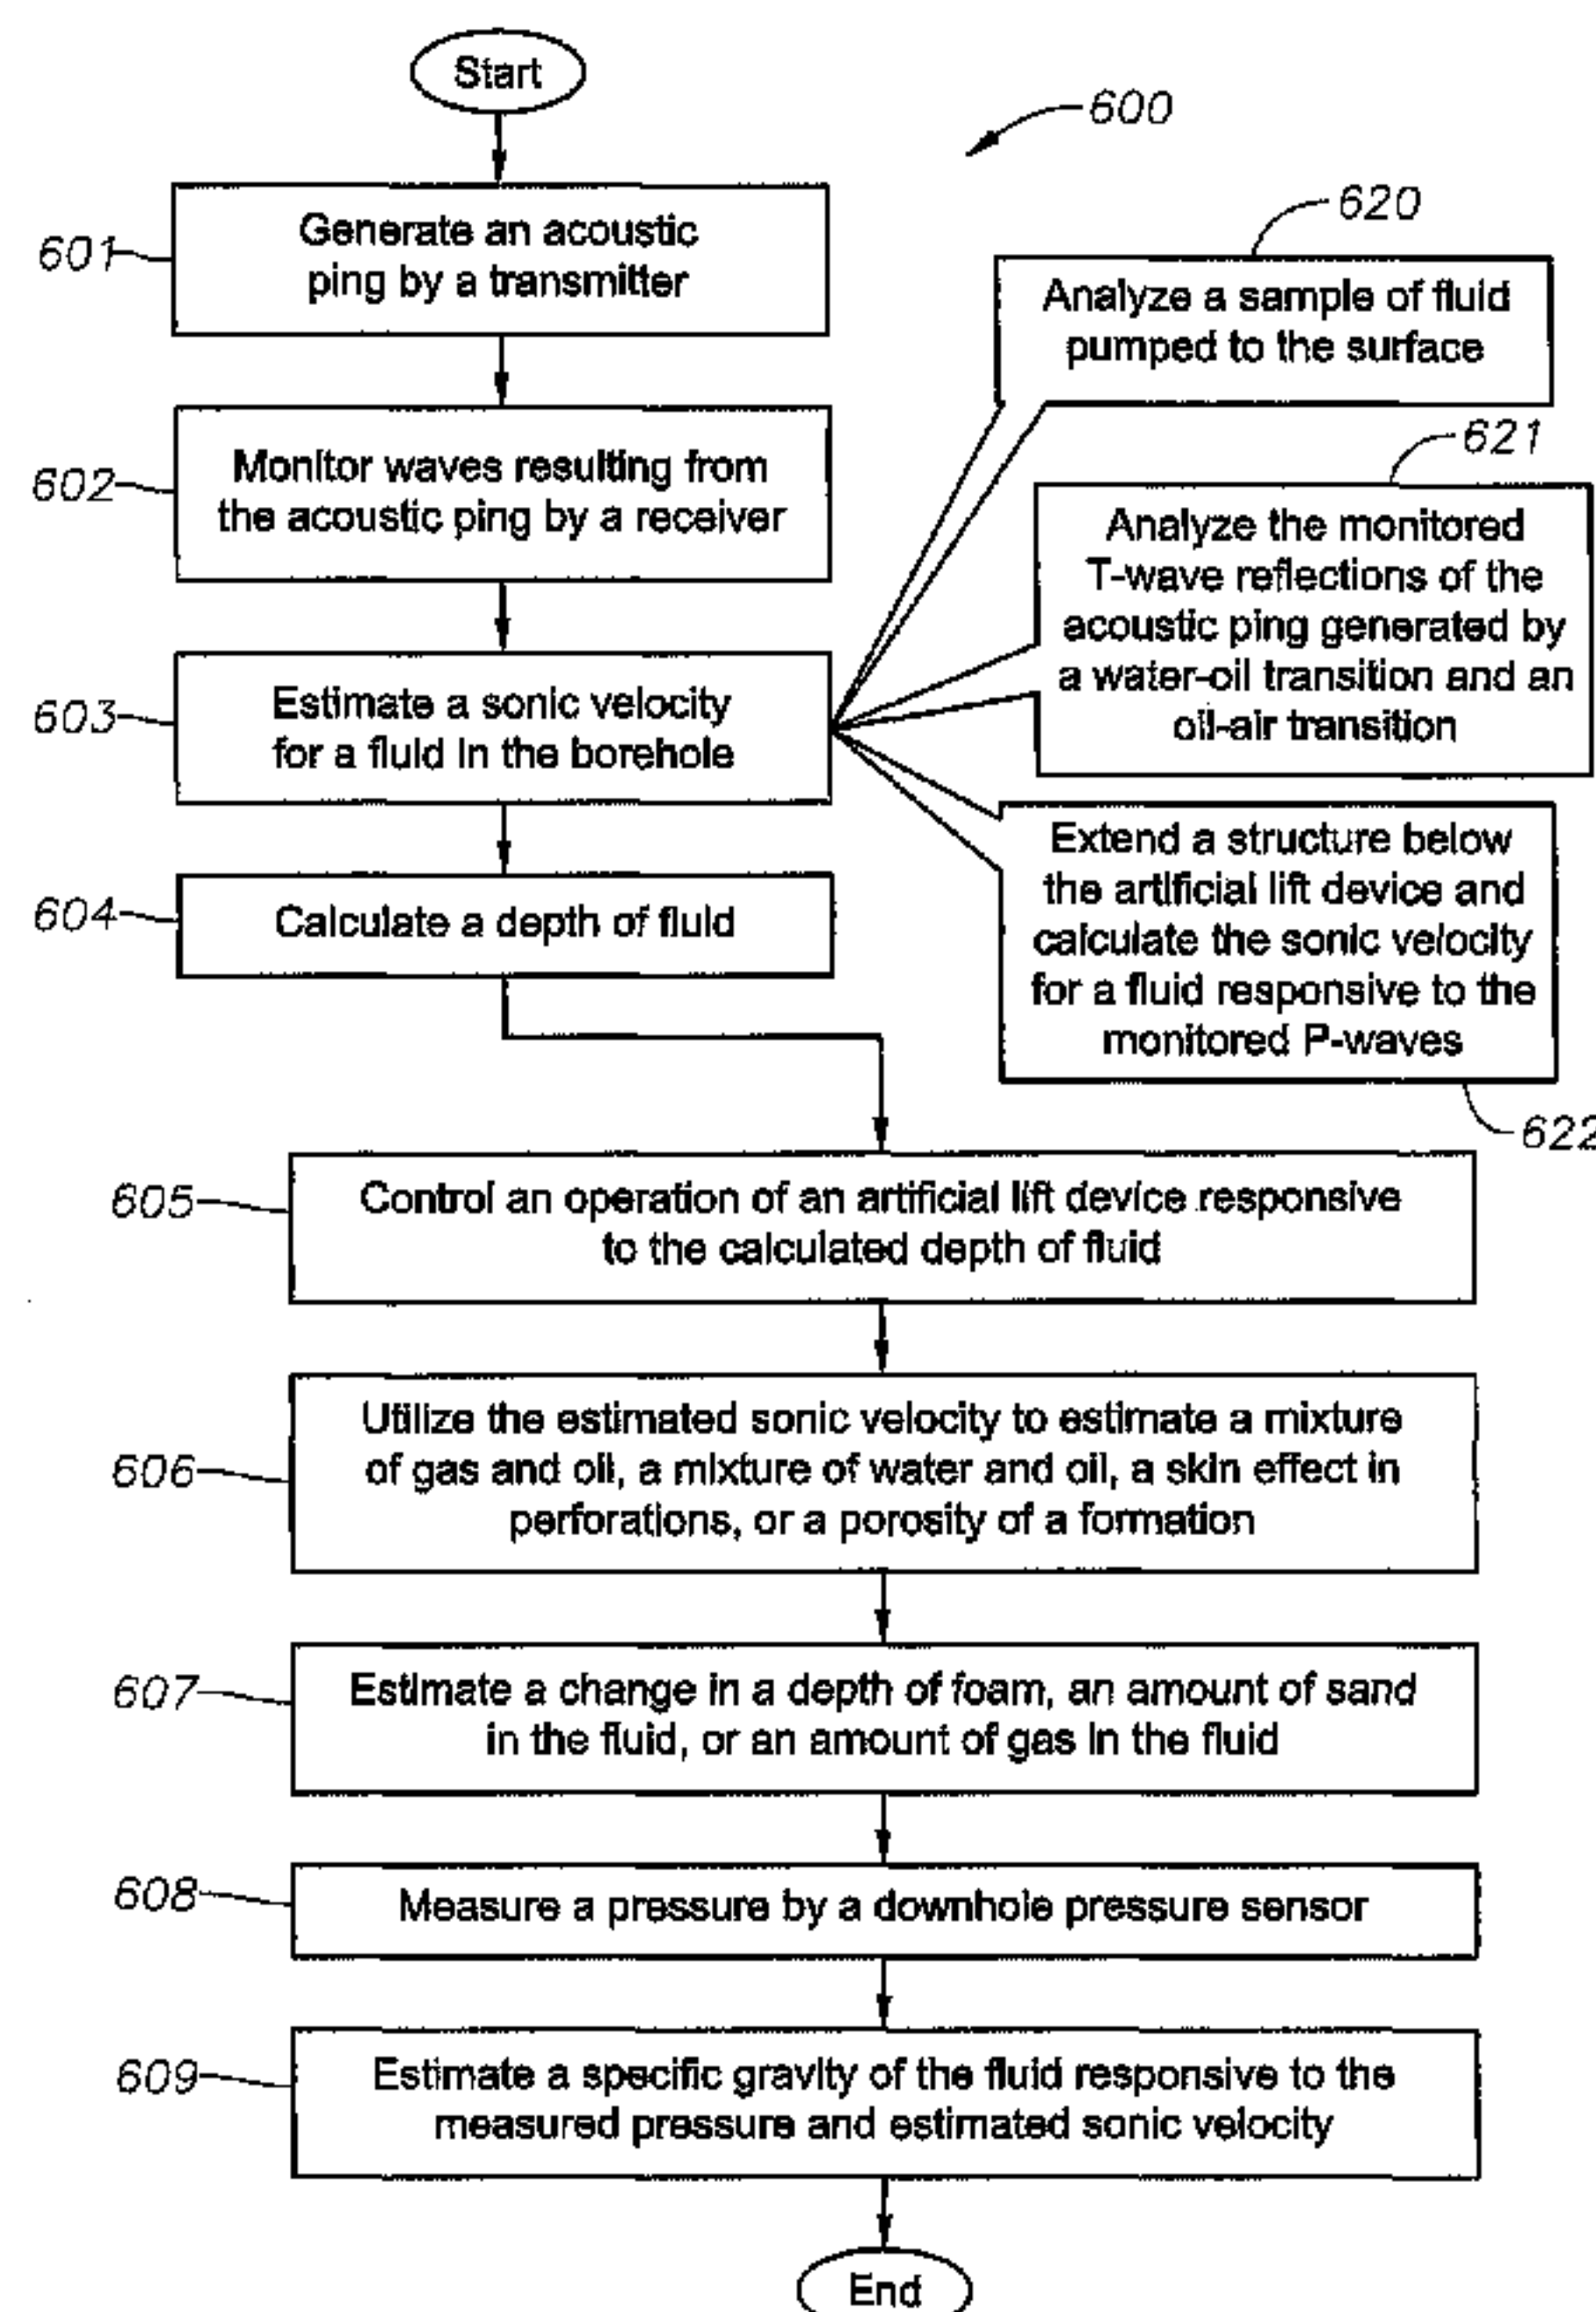 Start
600
601
Generate an acoustic
ping by a transmitter
620
Analyze a sample of fluid
pumped to the surface
602
Monitor waves resulting from
the acoustic ping by a receiver
621
Analyze the monitored
T-wave reflections of the
acoustic ping generated by
a water-oil transition and an
oil-air transition
603
Estimate a sonic velocity
for a fluid in the borehole
622
Extend a structure below
the artificial lift device and
calculate the sonic velocity
for a fluid responsive to the
monitored P-waves
604
Calculate a depth of fluid
605
Control an operation of an artificial lift device responsive
to the calculated depth of fluid
606
Utilize the estimated sonic velocity to estimate a mixture
of gas and oil, a mixture of water and oil, a skin effect in
perforations, or a porosity of a formation
607
Estimate a change in a depth of foam, an amount of sand
in the fluid, or an amount of gas in the fluid
608
Measure a pressure by a downhole pressure sensor
609
Estimate a specific gravity of the fluid responsive to the
measured pressure and estimated sonic velocity
End